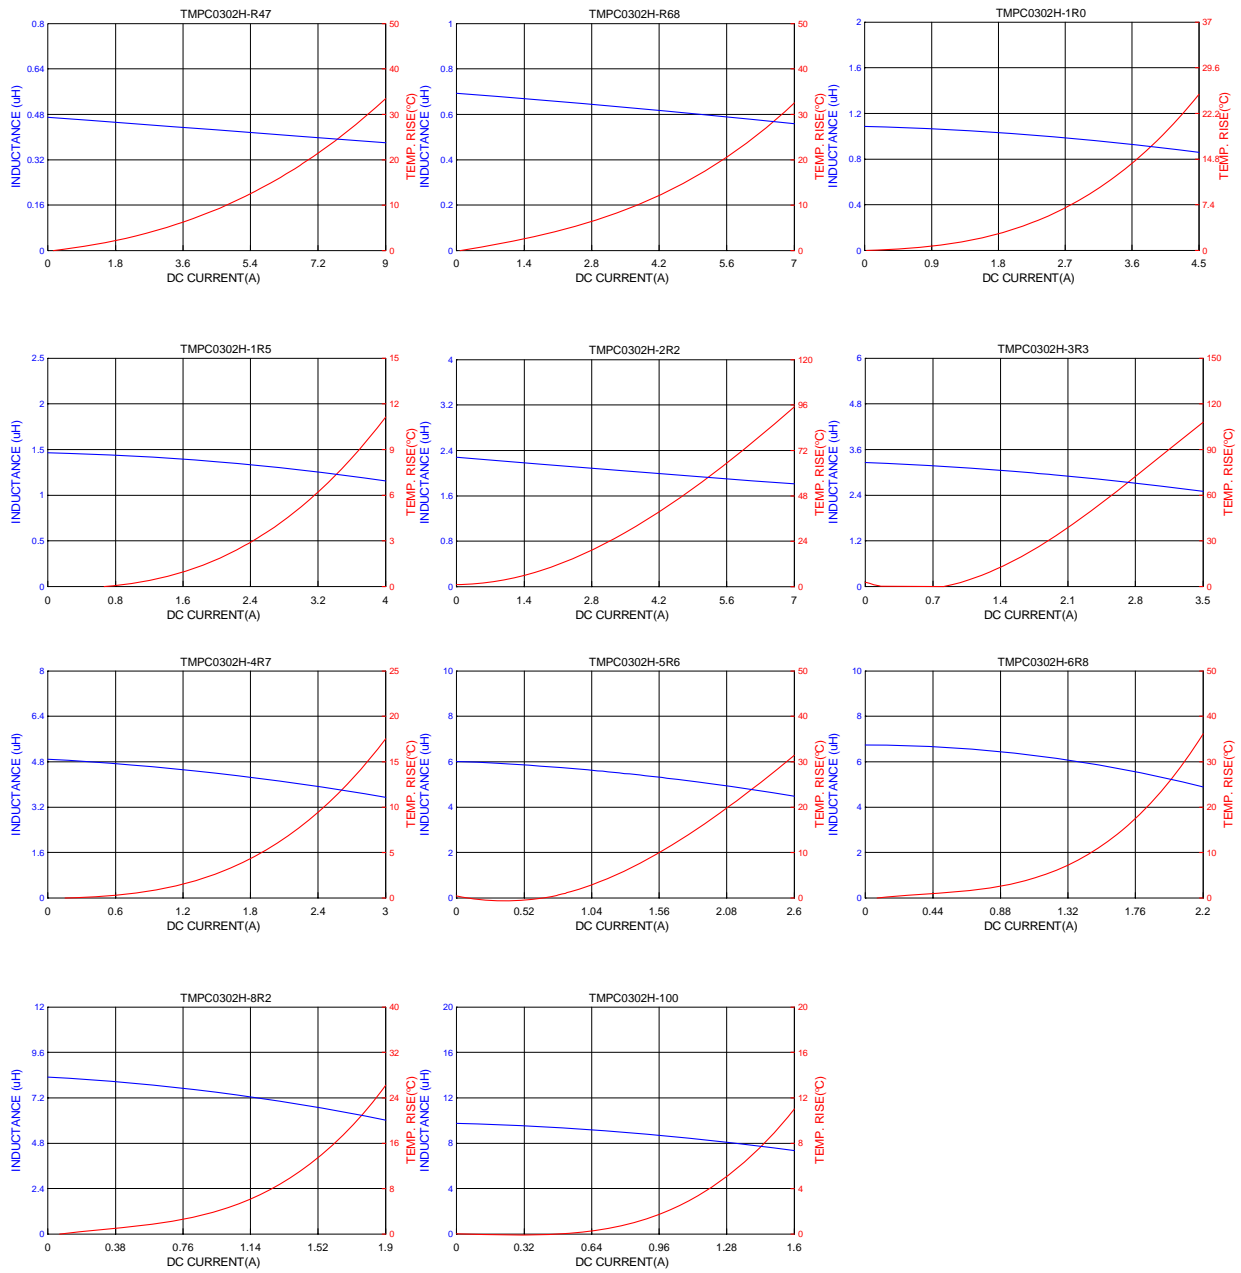 TMPC0302H-R47
0.8
0.64
0.48
0.32
0.16
0
INDUCTANCE (uH)
50
40
30
20
10
0
TEMP. RISE(ºC)
0 1.8 3.6 5.4 7.2 9
DC CURRENT(A)
TMPC0302H-R68
1
0.8
0.6
0.4
0.2
0
INDUCTANCE (uH)
50
40
30
20
10
0
TEMP. RISE(ºC)
0 1.4 2.8 4.2 5.6 7
DC CURRENT(A)
TMPC0302H-1R0
2
1.6
1.2
0.8
0.4
0
INDUCTANCE (uH)
37
29.6
22.2
14.8
7.4
0
TEMP. RISE(ºC)
0 0.9 1.8 2.7 3.6 4.5
DC CURRENT(A)
TMPC0302H-1R5
2.5
2
1.5
1
0.5
0
INDUCTANCE (uH)
15
12
9
6
3
0
TEMP. RISE(ºC)
0 0.8 1.6 2.4 3.2 4
DC CURRENT(A)
TMPC0302H-2R2
4
3.2
2.4
1.6
0.8
0
INDUCTANCE (uH)
120
96
72
48
24
0
TEMP. RISE(ºC)
0 1.4 2.8 4.2 5.6 7
DC CURRENT(A)
TMPC0302H-3R3
6
4.8
3.6
2.4
1.2
0
INDUCTANCE (uH)
150
120
90
60
30
0
TEMP. RISE(ºC)
0 0.7 1.4 2.1 2.8 3.5
DC CURRENT(A)
TMPC0302H-4R7
8
6.4
4.8
3.2
1.6
0
INDUCTANCE (uH)
25
20
15
10
5
0
TEMP. RISE(ºC)
0 0.6 1.2 1.8 2.4 3
DC CURRENT(A)
TMPC0302H-5R6
10
8
6
4
2
0
INDUCTANCE (uH)
50
40
30
20
10
0
TEMP. RISE(ºC)
0 0.52 1.04 1.56 2.08 2.6
DC CURRENT(A)
TMPC0302H-6R8
10
8
6
4
2
0
INDUCTANCE (uH)
50
40
30
20
10
0
TEMP. RISE(ºC)
0 0.44 0.88 1.32 1.76 2.2
DC CURRENT(A)
TMPC0302H-8R2
12
9.6
7.2
4.8
2.4
0
INDUCTANCE (uH)
40
32
24
16
8
0
TEMP. RISE(ºC)
0 0.38 0.76 1.14 1.52 1.9
DC CURRENT(A)
TMPC0302H-100
20
16
12
8
4
0
INDUCTANCE (uH)
20
16
12
8
4
0
TEMP. RISE(ºC)
0 0.32 0.64 0.96 1.28 1.6
DC CURRENT(A)